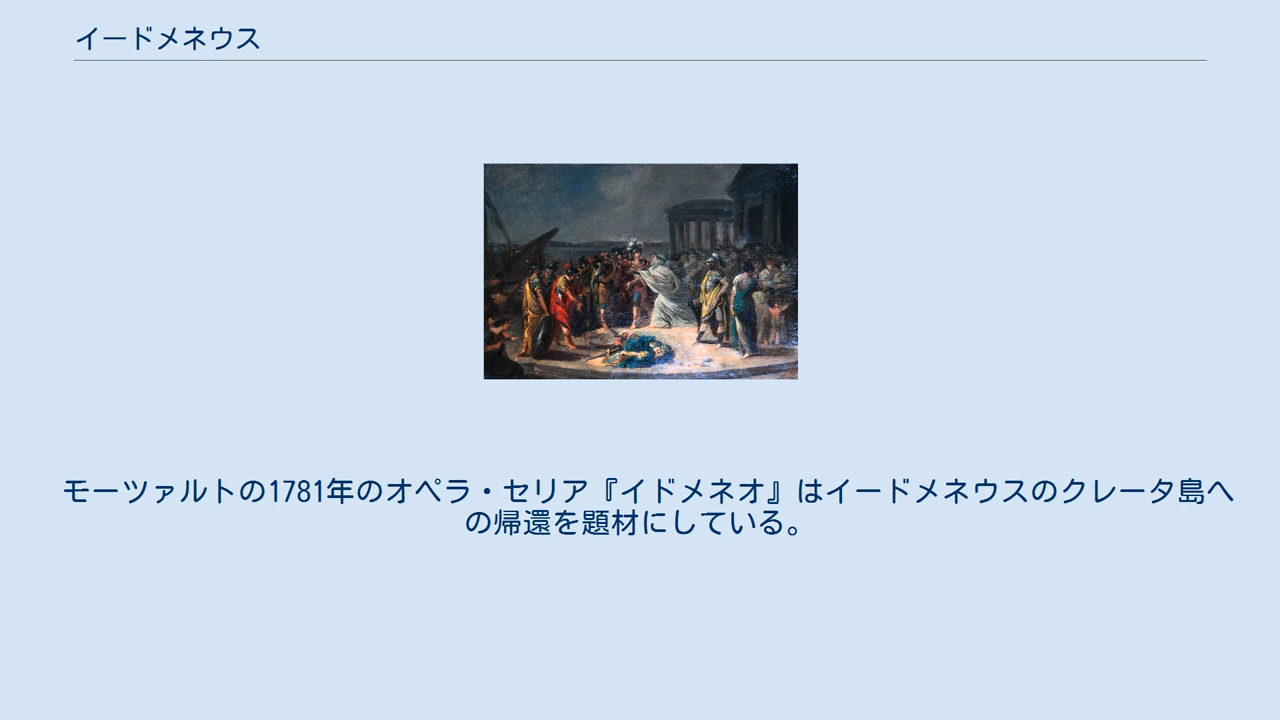 イードメネウス
モーツァルトの1781年のオペラ・セリア『イドメネオ』はイードメネウスのクレータ島へ
の帰還を題材にしている。